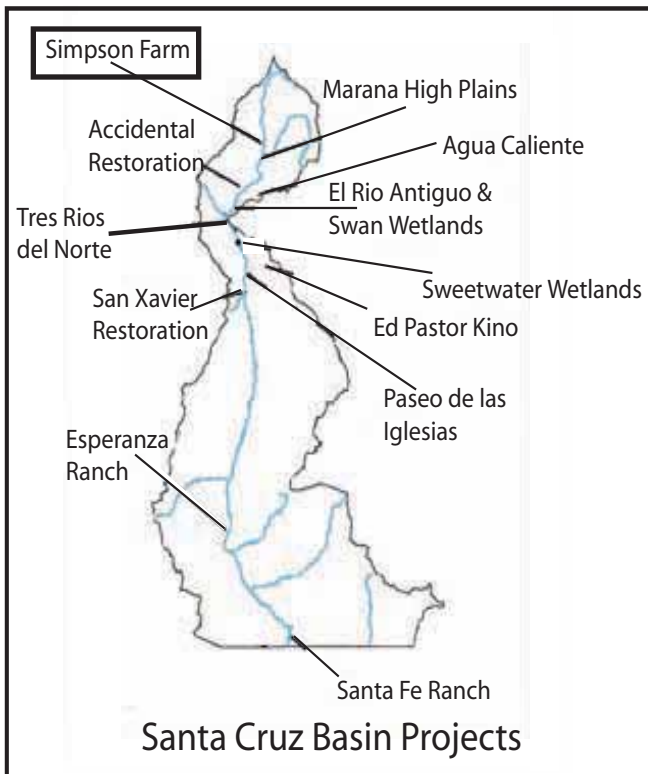 Simpson Farm
Marana High Plains
Accidental
Restoration
Agua Caliente
El Rio Antiguo &
Swan Wetlands
Tres Rios
del Norte
Sweetwater Wetlands
San Xavier
Restoration
Ed Pastor Kino
Paseo de las
Iglesias
Esperanza
Ranch
Santa Fe Ranch
Santa Cruz Basin Projects